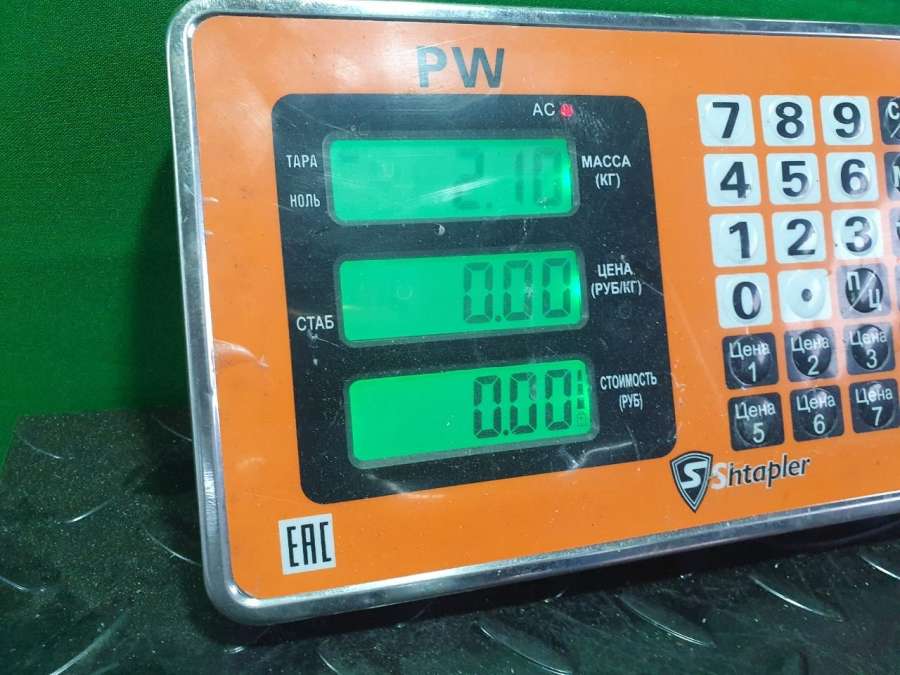 PW
AC
ТАРА
НОЛЬ
2.10
МАССА
(КГ)
0.00
ЦЕНА
(РУБ/КГ)
СТАБ
0.00
СТОИМОСТЬ
(РУБ)
7 8 9 C
4 5 6
1 2 3
0 . П/Ц
Цена 1
Цена 2
Цена 3
Цена 5
Цена 6
Цена 7
S Shtapler
EAC